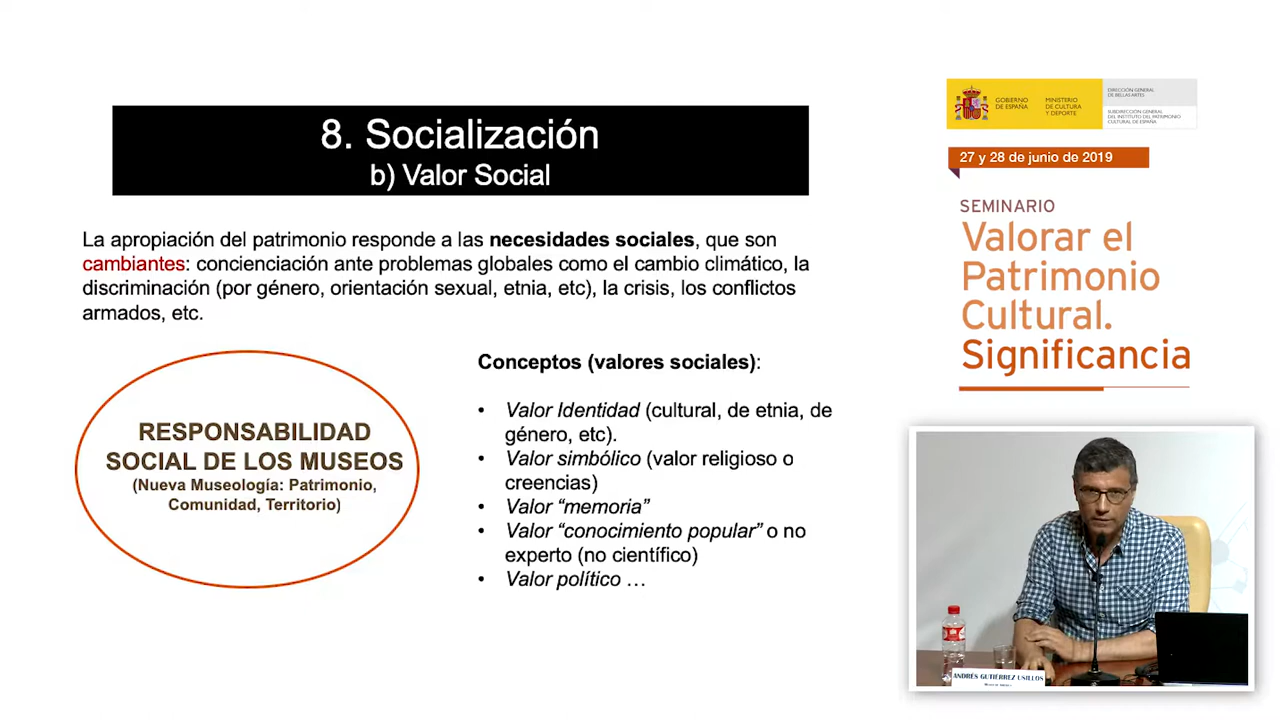 8. Socialización
b) Valor Social
La apropiación del patrimonio responde a las necesidades sociales, que son
cambiantes: concienciación ante problemas globales como el cambio climático, la
discriminación (por género, orientación sexual, etnia, etc), la crisis, los conflictos
armados, etc.
RESPONSABILIDAD
SOCIAL DE LOS MUSEOS
(Nueva Museología: Patrimonio,
Comunidad, Territorio)
Conceptos (valores sociales):
• Valor Identidad (cultural, de etnia, de
género, etc).
• Valor simbólico (valor religioso o
creencias)
• Valor “memoria”
• Valor “conocimiento popular” o no
experto (no científico)
• Valor político …
GOBIERNO
DE ESPAÑA
MINISTERIO
DE CULTURA
Y DEPORTE
DIRECCIÓN GENERAL
DE BELLAS ARTES
SUBDIRECCIÓN GENERAL
DEL INSTITUTO DEL PATRIMONIO
CULTURAL DE ESPAÑA
27 y 28 de junio de 2019
SEMINARIO
Valorar el
Patrimonio
Cultural.
Significancia
ANDRÉS GUTIÉRREZ USILLOS